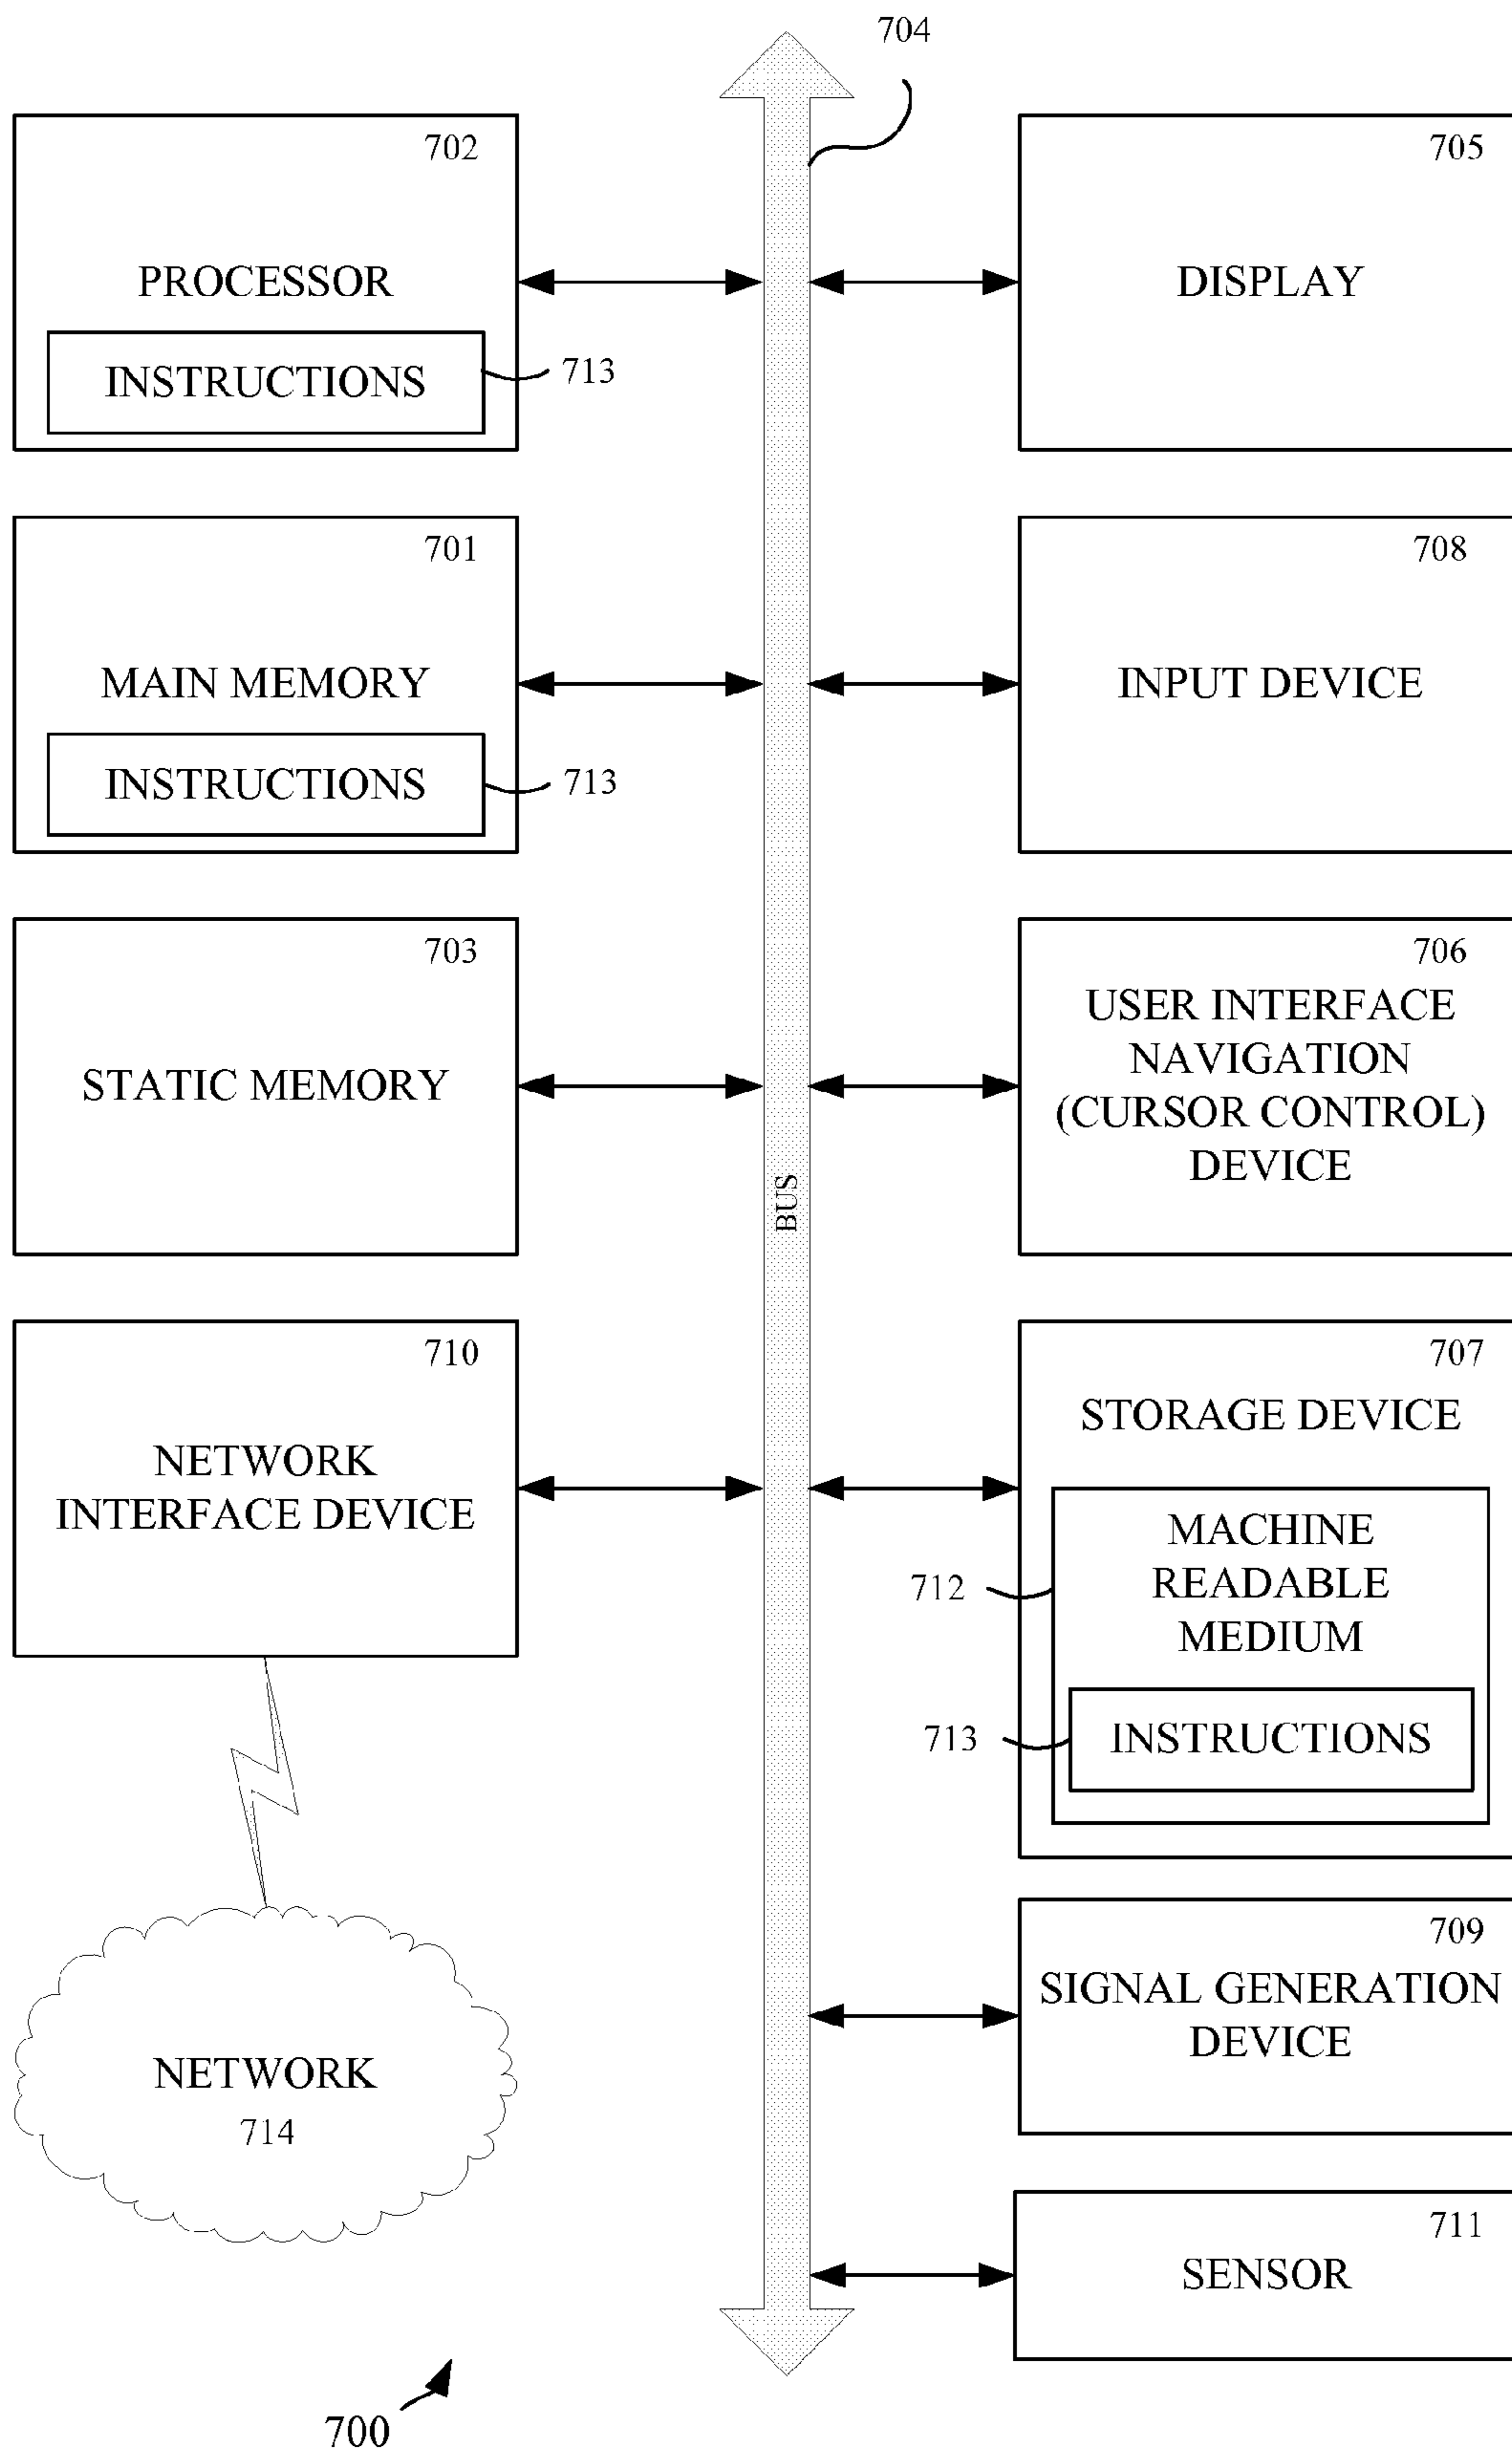 704
702
PROCESSOR
INSTRUCTIONS
713
705
DISPLAY
701
MAIN MEMORY
INSTRUCTIONS
713
708
INPUT DEVICE
703
STATIC MEMORY
706
USER INTERFACE
NAVIGATION
(CURSOR CONTROL)
DEVICE
BUS
710
NETWORK
INTERFACE DEVICE
707
STORAGE DEVICE
712
MACHINE
READABLE
MEDIUM
713
INSTRUCTIONS
NETWORK
714
709
SIGNAL GENERATION
DEVICE
711
SENSOR
700